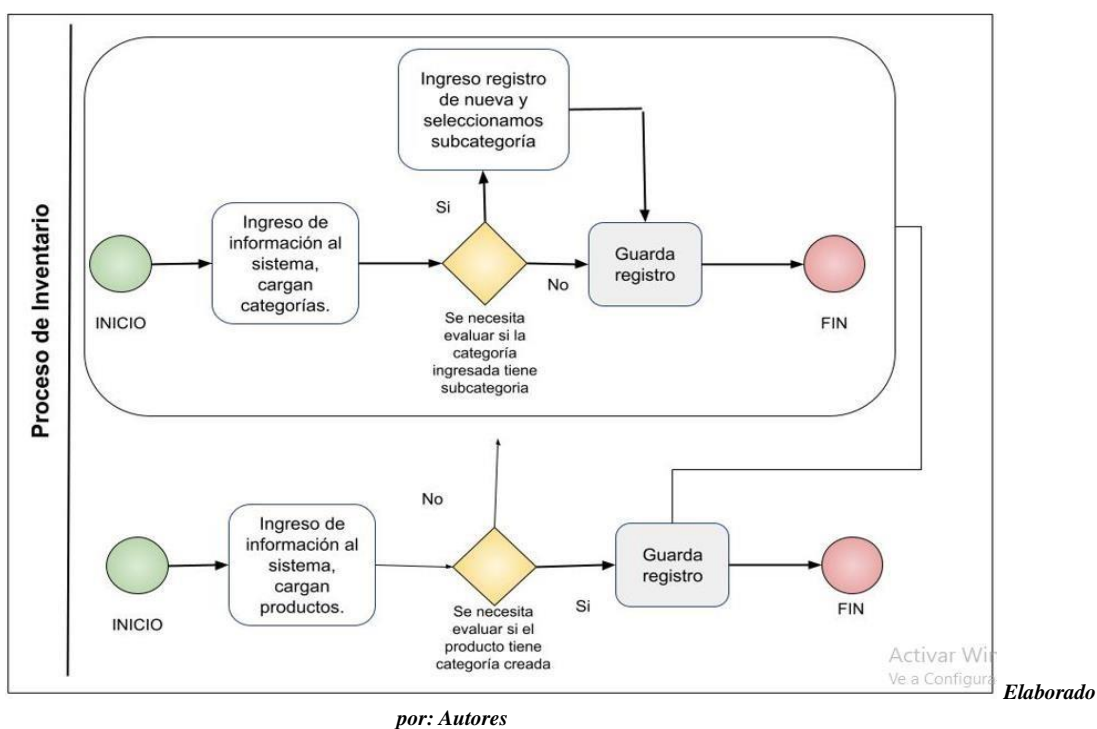 Proceso de Inventario
Ingreso registro
de nueva y
seleccionamos
subcategoría
Si
Ingreso de
información al
sistema,
cargan
categorías.
Guarda
registro
No
INICIO
FIN
Se necesita
evaluar si la
categoría
ingresada tiene
subcategoria
No
Ingreso de
información al
sistema,
cargan
productos.
Guarda
registro
Si
INICIO
FIN
Se necesita
evaluar si el
producto tiene
categoría creada
Activar Wir
Ve a Configura
Elaborado
por: Autores